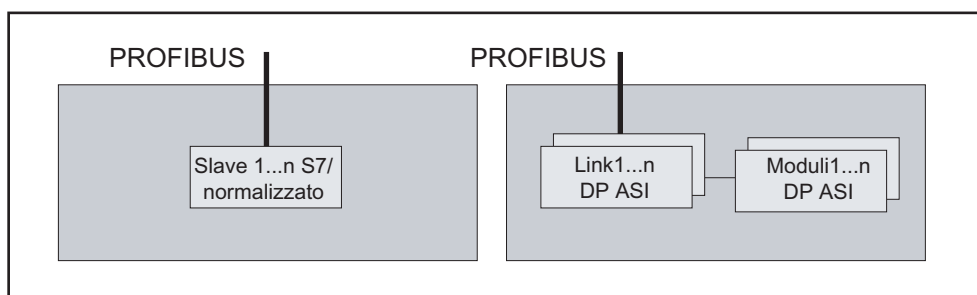 PROFIBUS
PROFIBUS
Slave 1...n S7/
normalizzato
Link1...n
DP ASI
Moduli1...n
DP ASI